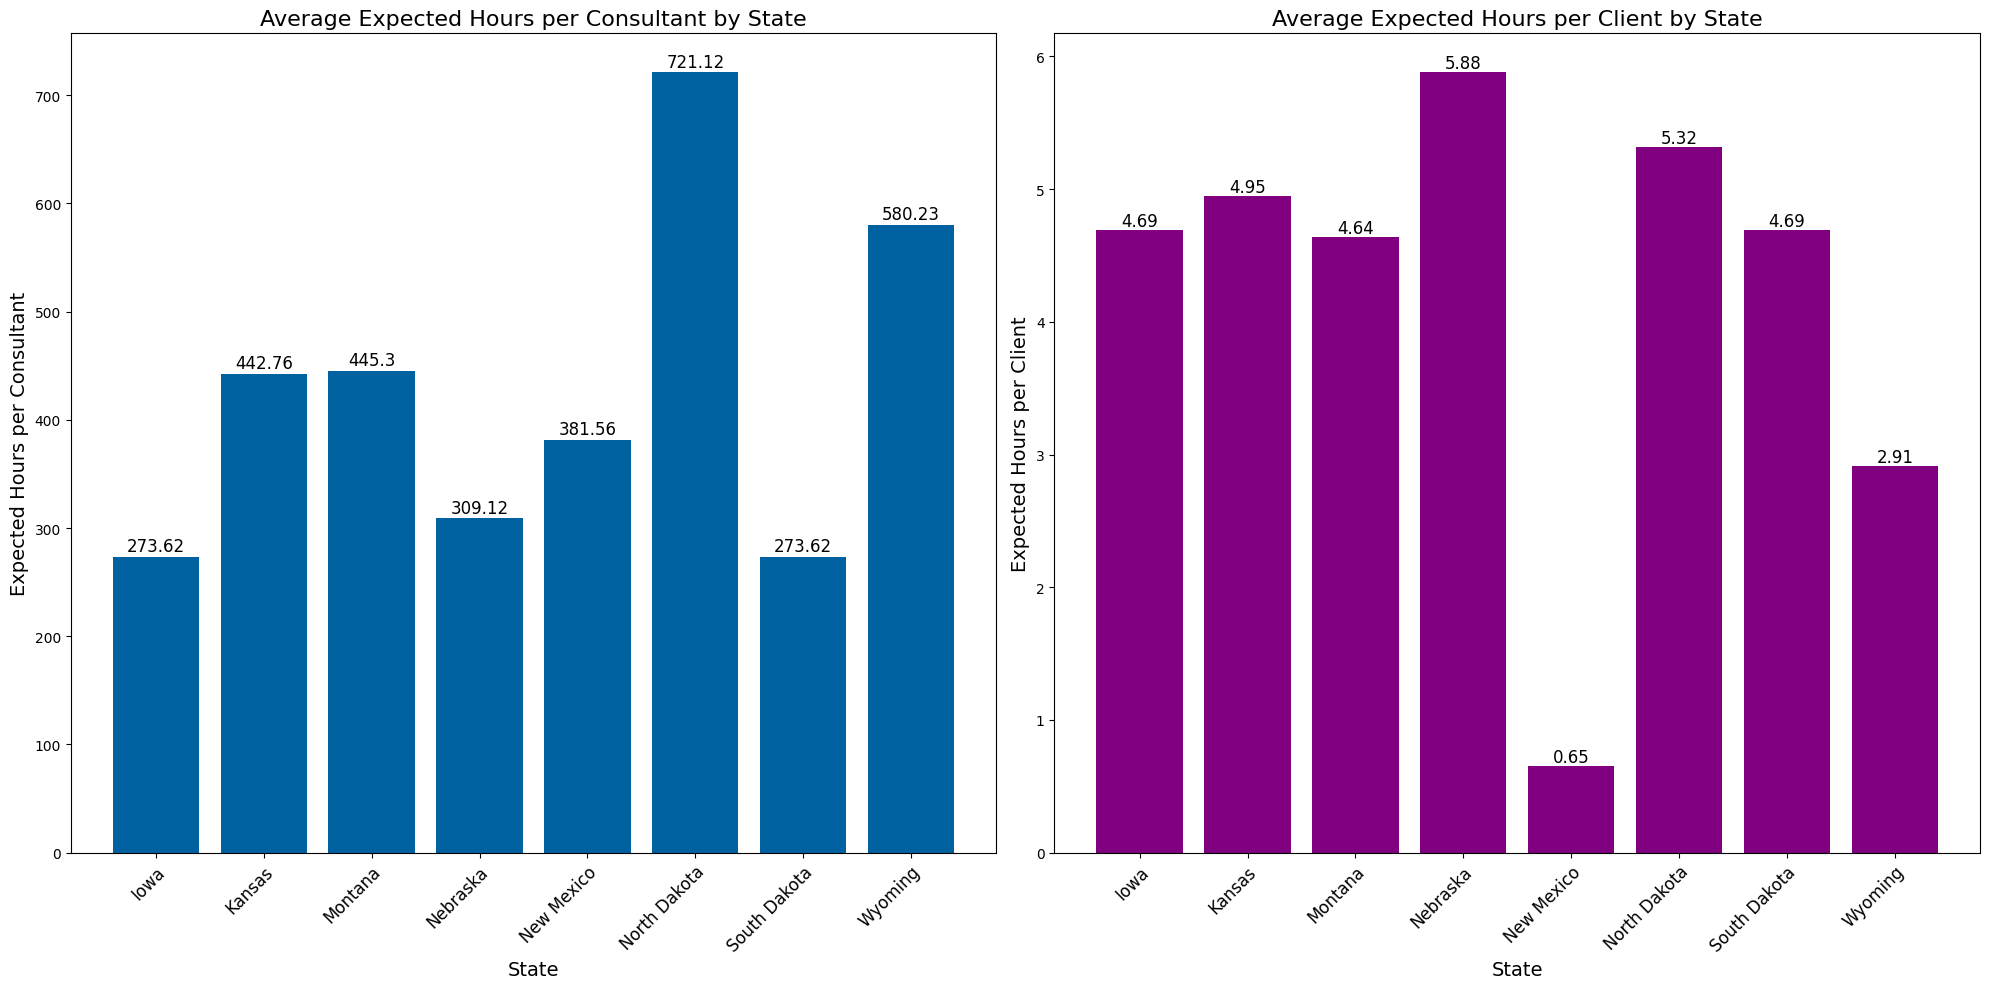 Average Expected Hours per Consultant by State
Expected Hours per Consultant
700
600
500
400
300
200
100
0
273.62
442.76
445.3
309.12
381.56
721.12
273.62
580.23
Iowa
Kansas
Montana
Nebraska
New Mexico
North Dakota
South Dakota
Wyoming
State
Average Expected Hours per Client by State
Expected Hours per Client
6
5
4
3
2
1
0
4.69
4.95
4.64
5.88
0.65
5.32
4.69
2.91
Iowa
Kansas
Montana
Nebraska
New Mexico
North Dakota
South Dakota
Wyoming
State